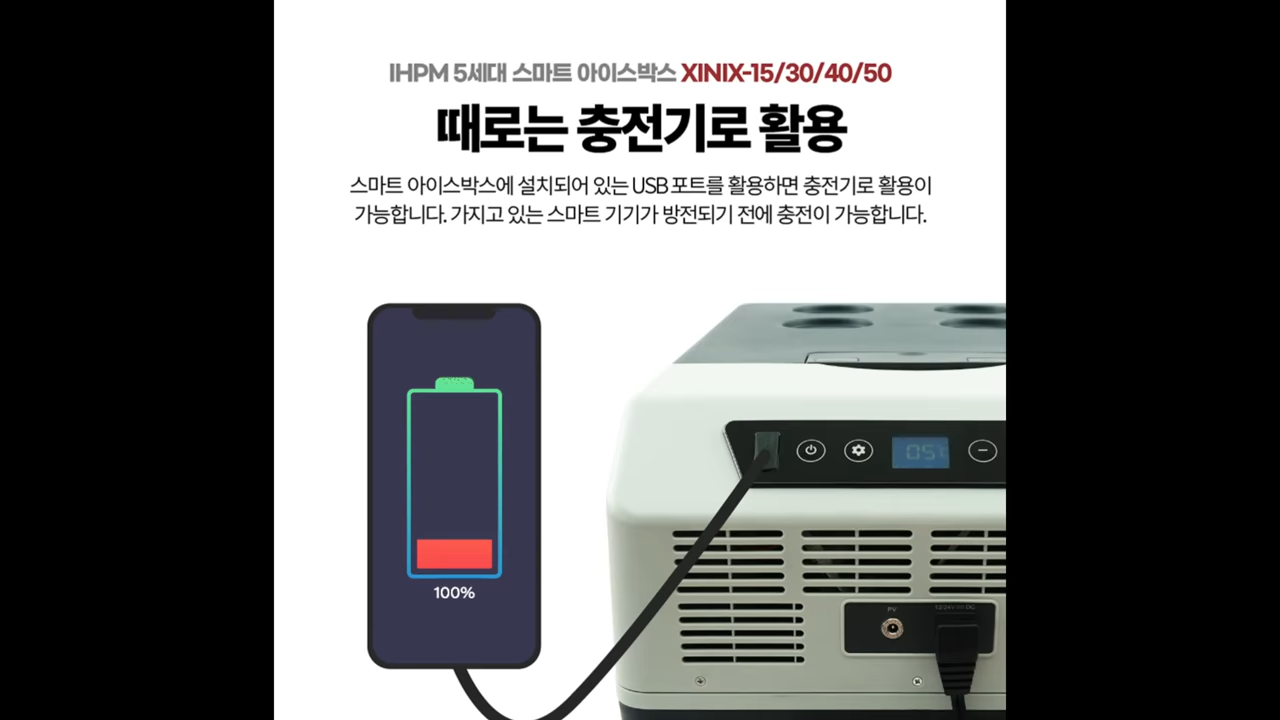 IHPM 5세대 스마트 아이스박스 XINIX-15/30/40/50
때로는 충전기로 활용
스마트 아이스박스에 설치되어 있는 USB 포트를 활용하면 충전기로 활용이
가능합니다. 가지고 있는 스마트 기기가 방전되기 전에 충전이 가능합니다.
05℃
100%
PV
12/24V DC